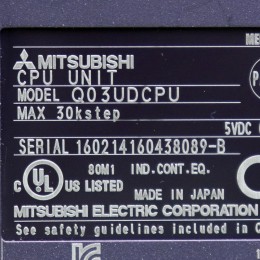 MITSUBISHI
CPU UNIT
MODEL Q03UDCPU
MAX 30kstep
5VDC
SERIAL 160214160438089-B
80M1 IND.CONT.EQ.
C UL US LISTED MADE IN JAPAN
MITSUBISHI ELECTRIC CORPORATION
See safety guidelines included in